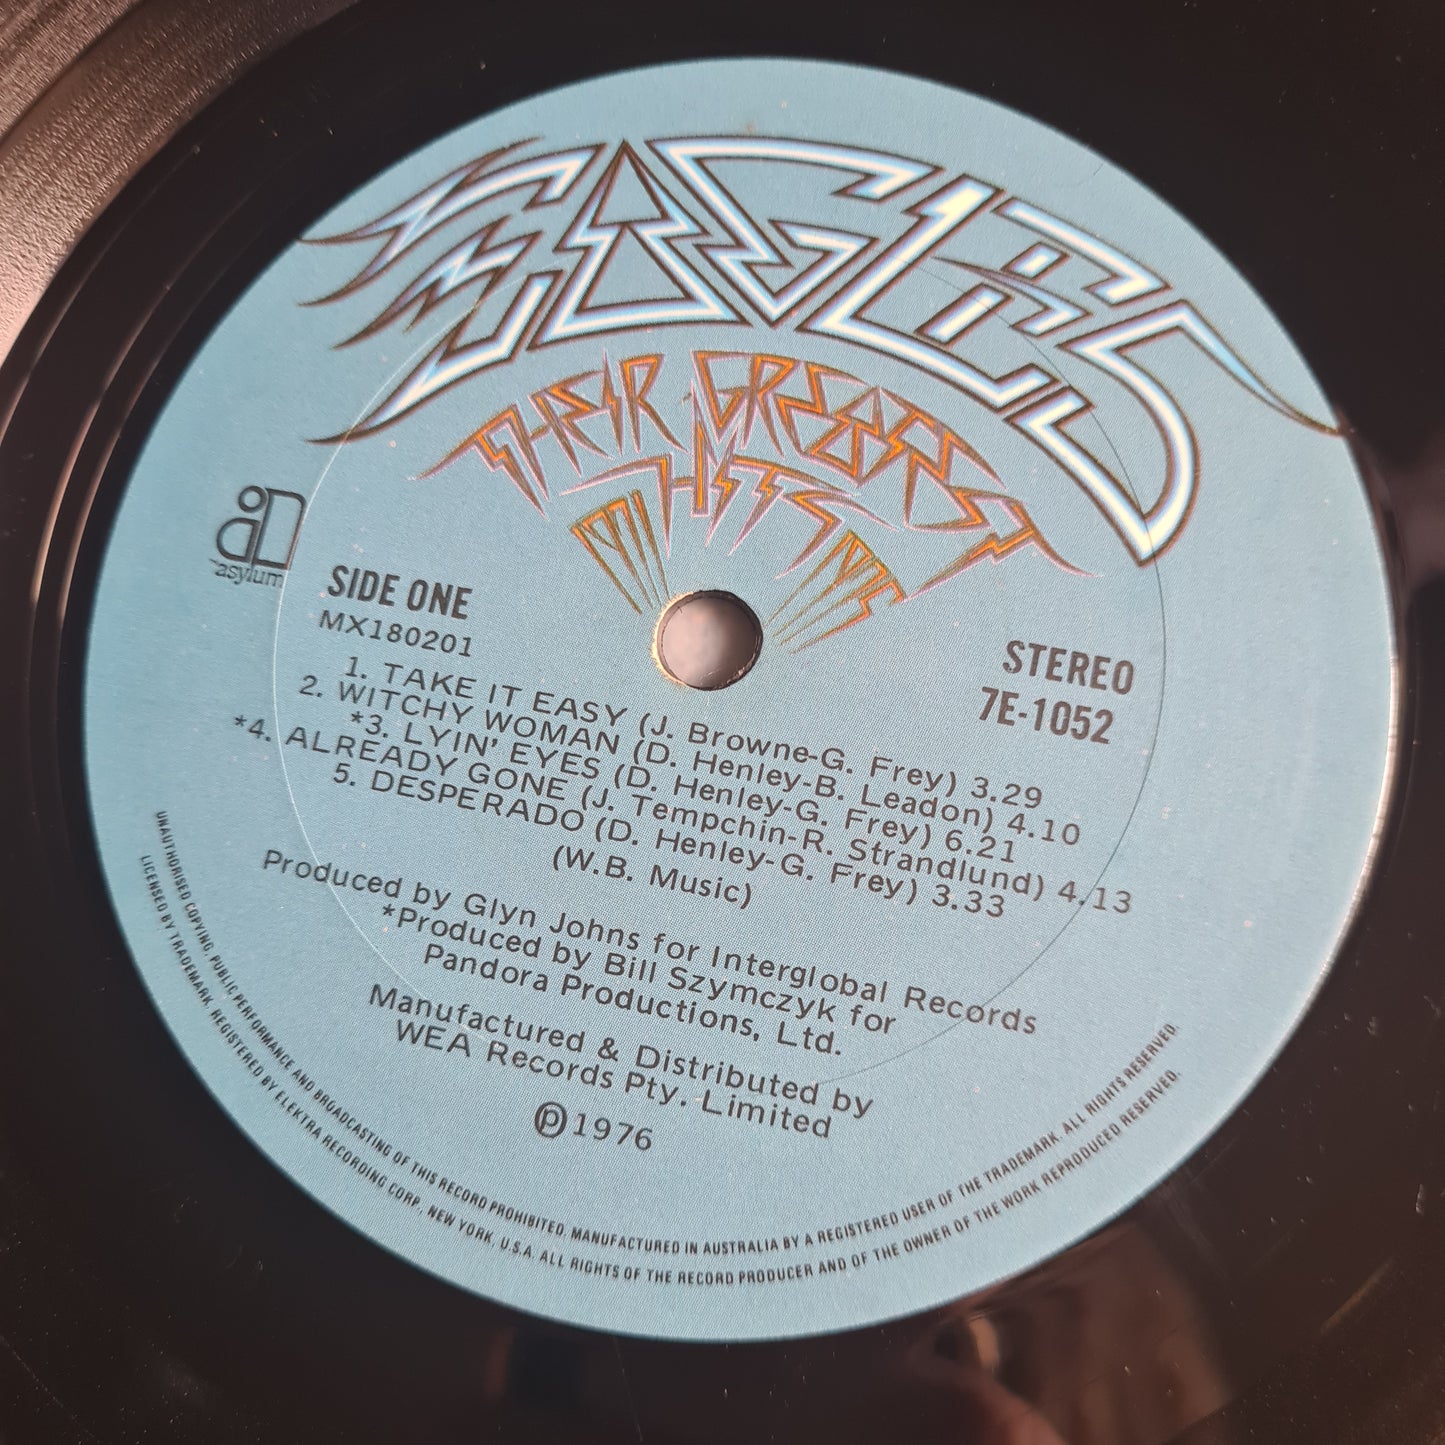 EAGLES
THEIR GREATEST
HITS
1971 1975
asylum
SIDE ONE
MX180201
STEREO
7E-1052
1. TAKE IT EASY (J. Browne-G. Frey) 3.29
2. WITCHY WOMAN (D. Henley-B. Leadon) 4.10
*3. LYIN' EYES (D. Henley-G. Frey) 6.21
*4. ALREADY GONE (J. Tempchin-R. Strandlund) 4.13
5. DESPERADO (D. Henley-G. Frey) 3.33
(W.B. Music)
Produced by Glyn Johns for Interglobal Records
*Produced by Bill Szymczyk for
Pandora Productions, Ltd.
Manufactured & Distributed by
WEA Records Pty. Limited
℗ 1976
UNAUTHORISED COPYING, PUBLIC PERFORMANCE AND BROADCASTING OF THIS RECORD PROHIBITED. MANUFACTURED IN AUSTRALIA BY A REGISTERED USER OF THE TRADEMARK. ALL RIGHTS RESERVED.
LICENSED BY TRADEMARK. REGISTERED BY ELEKTRA RECORDING CORP., NEW YORK, U.S.A. ALL RIGHTS OF THE RECORD PRODUCER AND OF THE OWNER OF THE WORK REPRODUCED RESERVED.